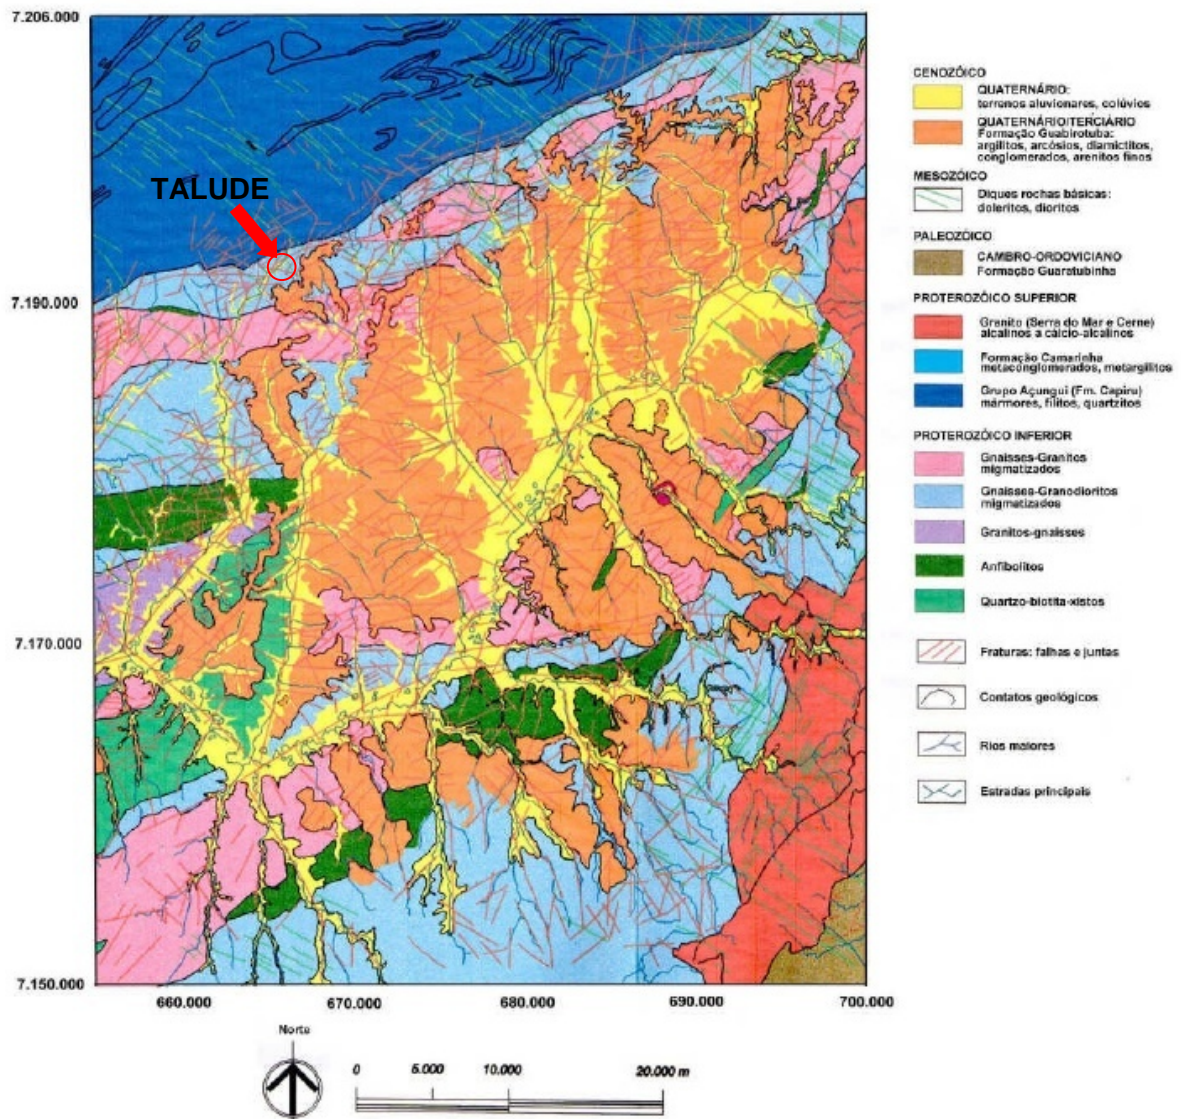 7.206.000
TALUDE
7.190.000
7.170.000
7.150.000
660.000
670.000
680.000
690.000
700.000
CENOZÓICO
QUATERNÁRIO:
terrenos aluvionares, colúvios
QUATERNÁRIO/TERCIÁRIO
Formação Guabirotuba:
argilitos, arcósios, diamictitos,
conglomerados, arenitos finos
MESOZÓICO
Diques rochas básicas:
doleritos, dioritos
PALEOZÓICO
CAMBRO-ORDOVICIANO
Formação Guaratubinha
PROTEROZÓICO SUPERIOR
Granito (Serra do Mar e Cerne)
alcalinos a cálcio-alcalinos
Formação Camarinha
metaconglomerados, metargilitos
Grupo Açungui (Fm. Capiru)
mármores, filitos, quartzitos
PROTEROZÓICO INFERIOR
Gnaisses-Granitos
migmatizados
Gnaisses-Granodioritos
migmatizados
Granitos-gnaisses
Anfibolitos
Quartzo-biotita-xistos
Fraturas: falhas e juntas
Contatos geológicos
Rios maiores
Estradas principais
Norte
0 5.000 10.000 20.000 m